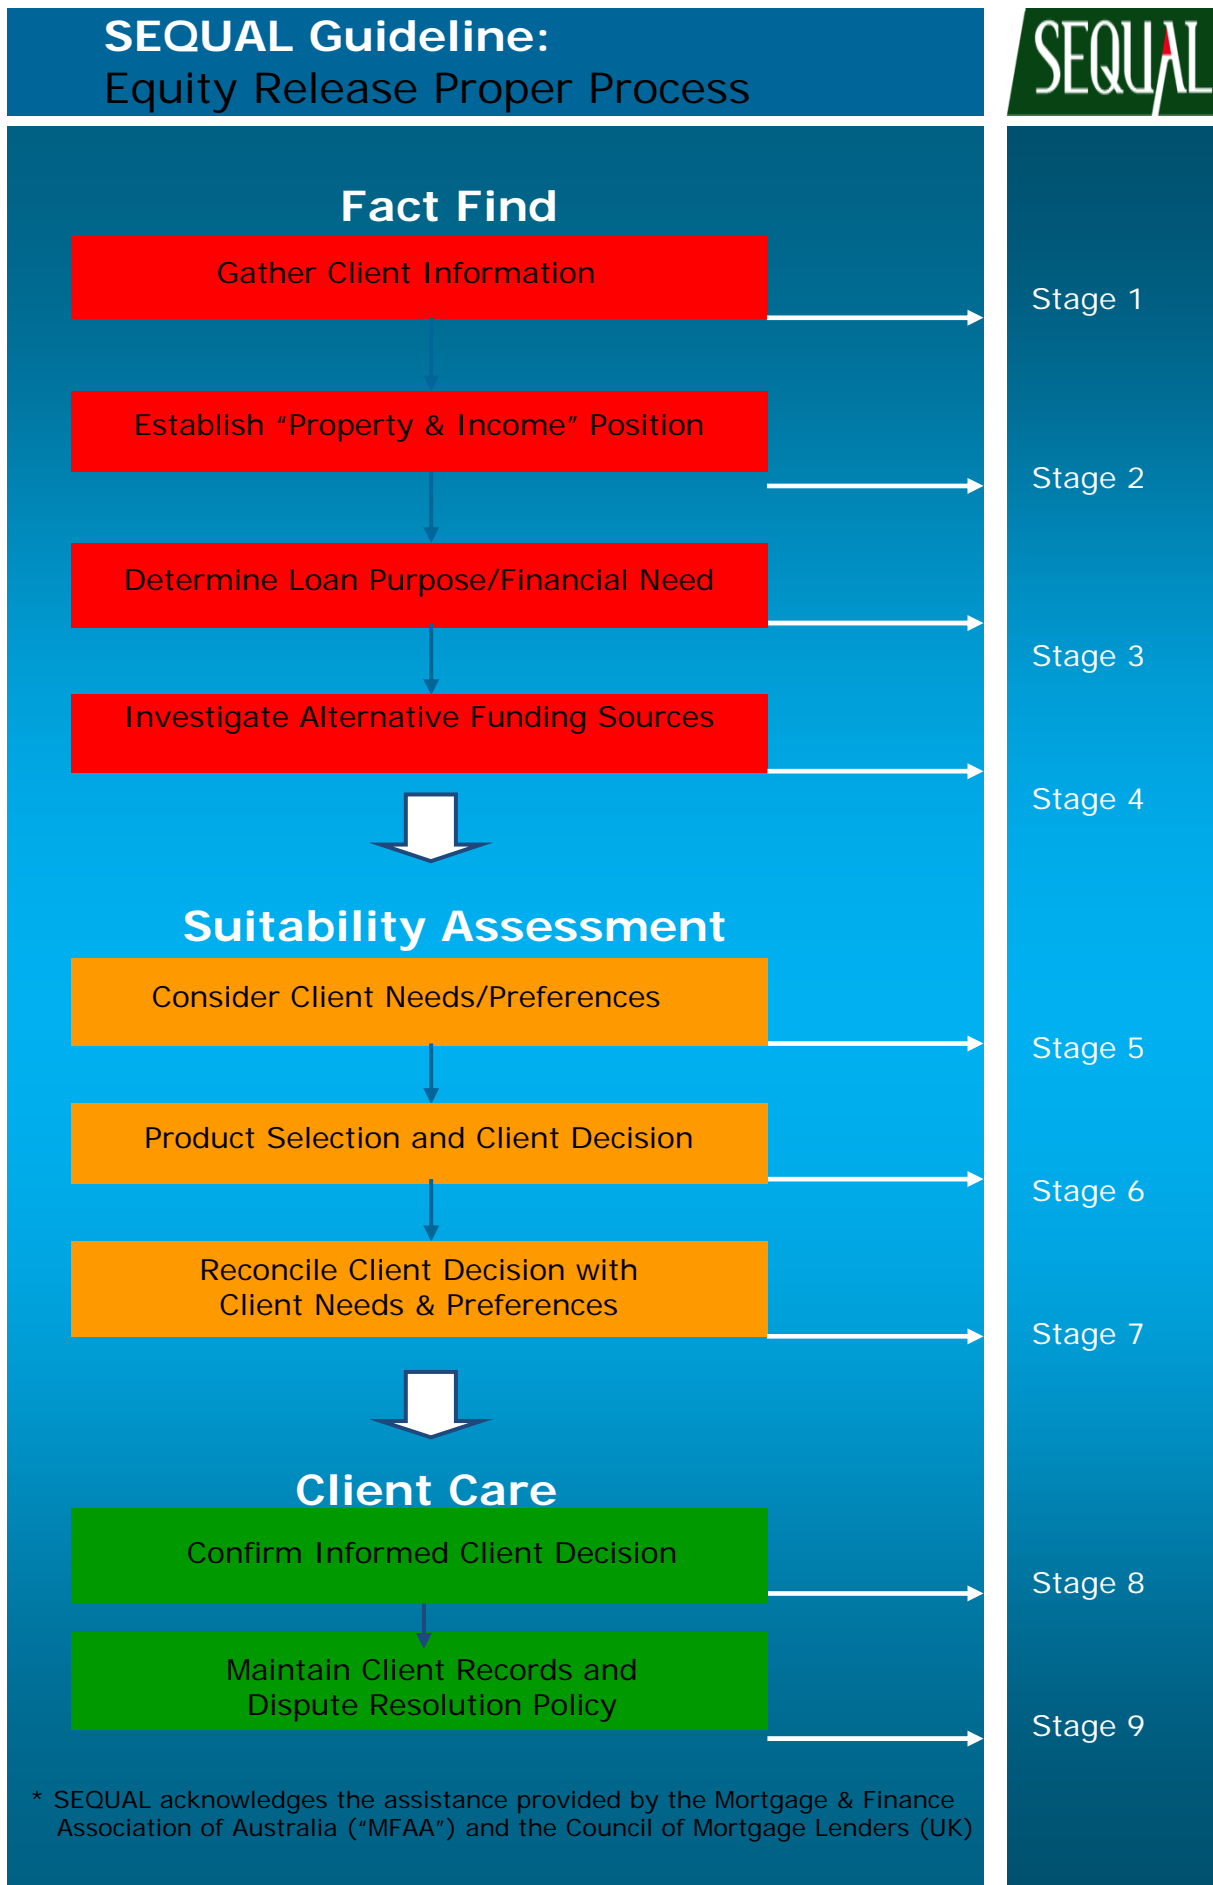 SEQUAL Guideline:
Equity Release Proper Process
SEQUAL
Fact Find
Gather Client Information
Stage 1
Establish “Property & Income” Position
Stage 2
Determine Loan Purpose/Financial Need
Stage 3
Investigate Alternative Funding Sources
Stage 4
Suitability Assessment
Consider Client Needs/Preferences
Stage 5
Product Selection and Client Decision
Stage 6
Reconcile Client Decision with
Client Needs & Preferences
Stage 7
Client Care
Confirm Informed Client Decision
Stage 8
Maintain Client Records and
Dispute Resolution Policy
Stage 9
* SEQUAL acknowledges the assistance provided by the Mortgage & Finance
Association of Australia (“MFAA”) and the Council of Mortgage Lenders (UK)